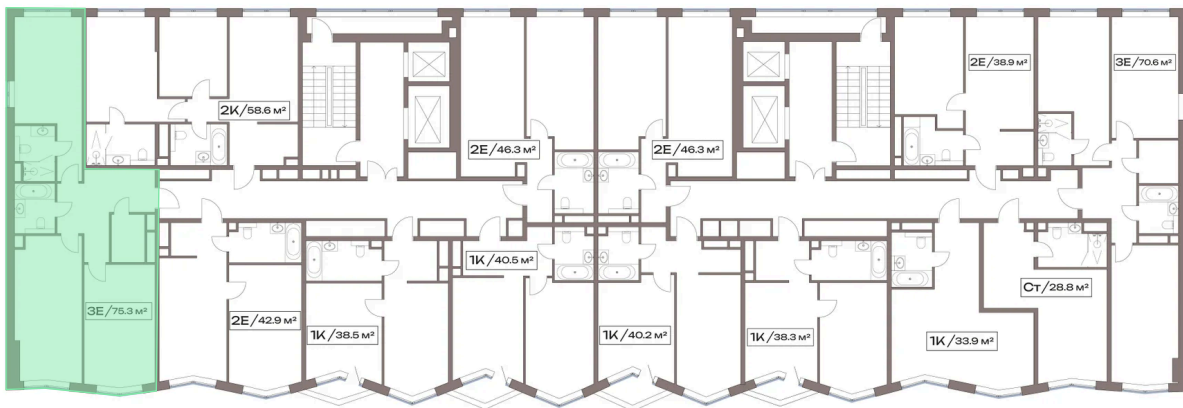 2К/58.6 м²
2Е/46.3 м²
2Е/46.3 м²
2Е/38.9 м²
3Е/70.6 м²
3Е/75.3 м²
2Е/42.9 м²
1К/38.5 м²
1К/40.5 м²
1К/40.2 м²
1К/38.3 м²
1К/33.9 м²
Ст/28.8 м²